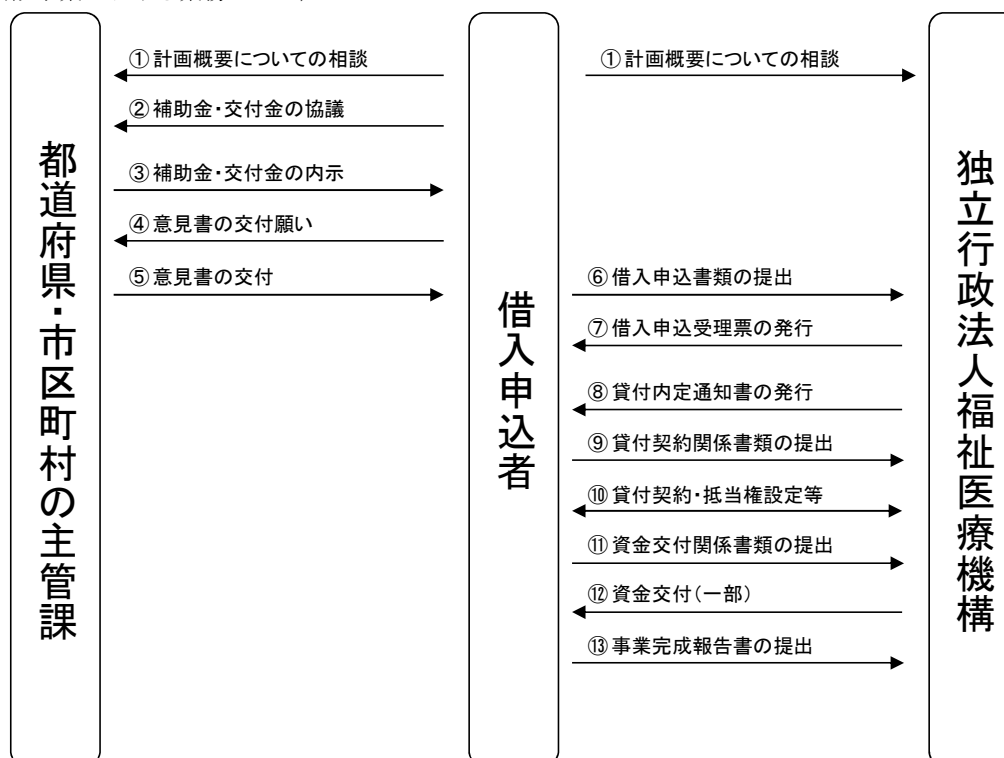 ①計画概要についての相談
①計画概要についての相談
②補助金・交付金の協議
③補助金・交付金の内示
④意見書の交付願い
⑤意見書の交付
⑥借入申込書類の提出
⑦借入申込受理票の発行
⑧貸付内定通知書の発行
⑨貸付契約関係書類の提出
⑩貸付契約・抵当権設定等
⑪資金交付関係書類の提出
⑫資金交付(一部)
⑬事業完成報告書の提出
都道府県・市区町村の主管課
借入申込者
独立行政法人福祉医療機構